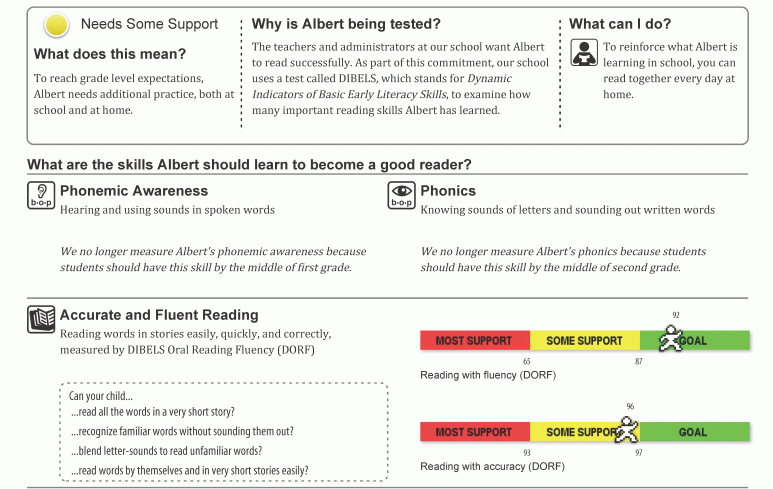 Needs Some Support
What does this mean?
To reach grade level expectations,
Albert needs additional practice, both at
school and at home.
Why is Albert being tested?
The teachers and administrators at our school want Albert
to read successfully. As part of this commitment, our school
uses a test called DIBELS, which stands for Dynamic
Indicators of Basic Early Literacy Skills, to examine how
many important reading skills Albert has learned.
What can I do?
To reinforce what Albert is
learning in school, you can
read together every day at
home.
What are the skills Albert should learn to become a good reader?
b-o-p
Phonemic Awareness
Hearing and using sounds in spoken words
We no longer measure Albert's phonemic awareness because
students should have this skill by the middle of first grade.
b-o-p
Phonics
Knowing sounds of letters and sounding out written words
We no longer measure Albert's phonics because students
should have this skill by the middle of second grade.
Accurate and Fluent Reading
Reading words in stories easily, quickly, and correctly,
measured by DIBELS Oral Reading Fluency (DORF)
Can your child...
...read all the words in a very short story?
...recognize familiar words without sounding them out?
...blend letter-sounds to read unfamiliar words?
...read words by themselves and in very short stories easily?
92
MOST SUPPORT SOME SUPPORT GOAL
65 87
Reading with fluency (DORF)
96
MOST SUPPORT SOME SUPPORT GOAL
93 97
Reading with accuracy (DORF)